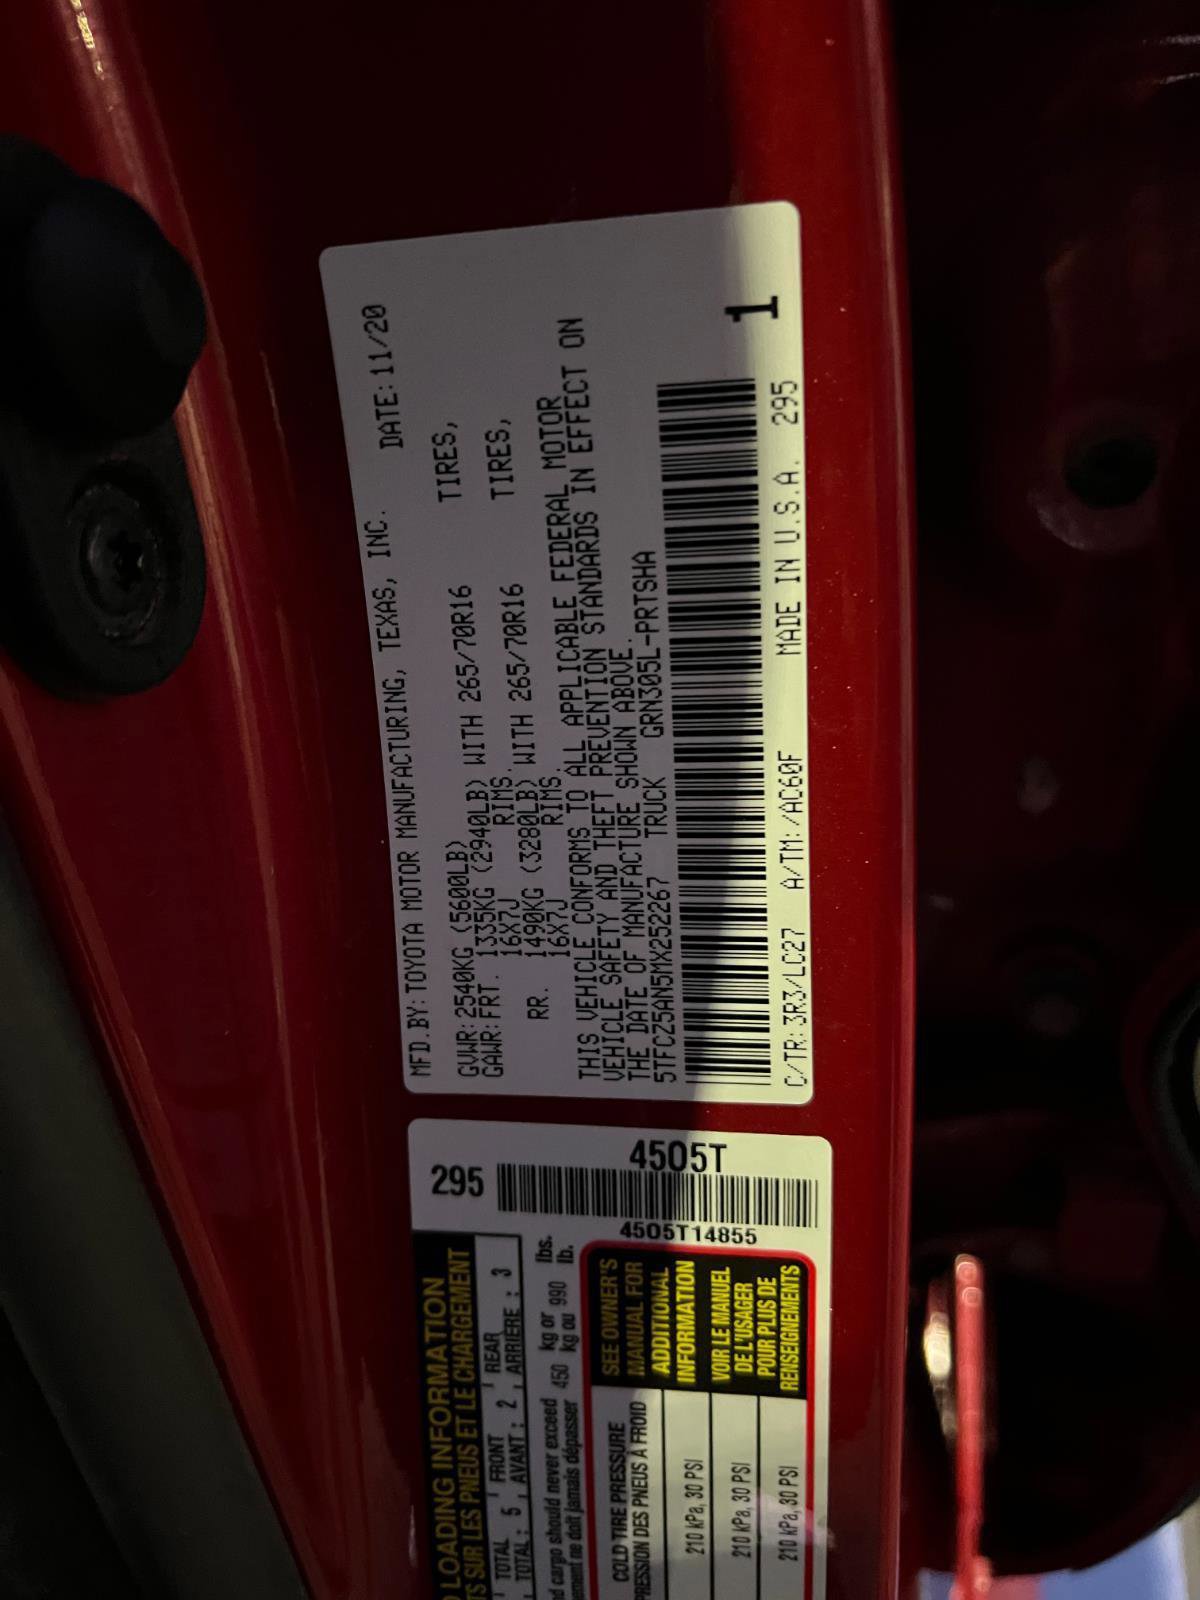 MFD.BY:TOYOTA MOTOR MANUFACTURING, TEXAS, INC. DATE:11/20
GVWR:2540KG (5600LB)
GAWR:FRT. 1335KG (2940LB) WITH 265/70R16 TIRES,
16X7J RIMS.
RR. 1490KG (3280LB) WITH 265/70R16 TIRES,
16X7J RIMS.
THIS VEHICLE CONFORMS TO ALL APPLICABLE FEDERAL MOTOR
VEHICLE SAFETY AND THEFT PREVENTION STANDARDS IN EFFECT ON
THE DATE OF MANUFACTURE SHOWN ABOVE.
5TFCZ5AN5MX252267 TRUCK GRN305L-PRTSHA
1
C/TR:3R3/LC27 A/TM:/AC60F MADE IN U.S.A. 295
295
4505T
4505T14855
LOADING INFORMATION
SUR LES PNEUS ET LE CHARGEMENT
TOTAL 5 FRONT 2 REAR 3
TOTAL: 5 AVANT: 2 ARRIÈRE: 3
cargo should never exceed 450 kg or 990 lbs.
ne doit jamais dépasser 450 kg ou 990 lb.
COLD TIRE PRESSURE
PRESSION DES PNEUS À FROID
210 kPa, 30 PSI
210 kPa, 30 PSI
210 kPa, 30 PSI
SEE OWNER'S
MANUAL FOR
ADDITIONAL
INFORMATION
VOIR LE MANUEL
DE L'USAGER
POUR PLUS DE
RENSEIGNEMENTS